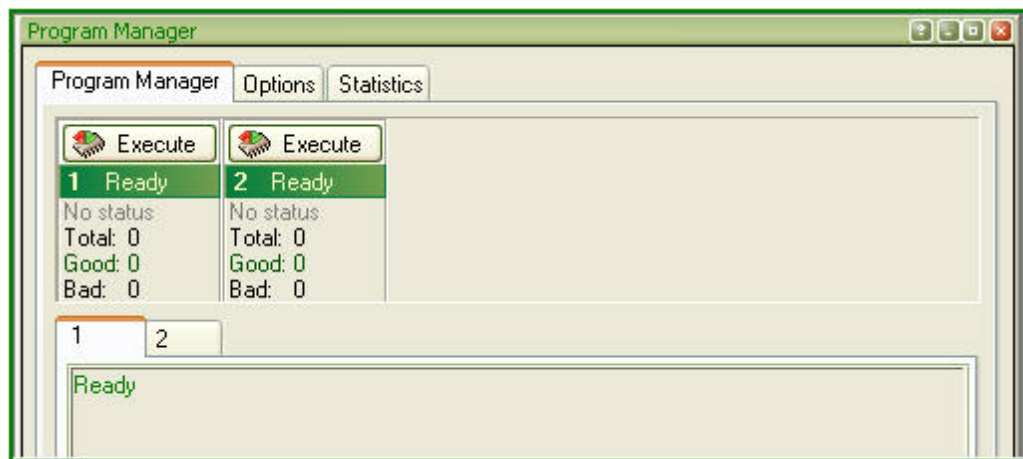 Program Manager
Program Manager Options Statistics
Execute Execute
1 Ready 2 Ready
No status No status
Total: 0 Total: 0
Good: 0 Good: 0
Bad: 0 Bad: 0
1 2
Ready